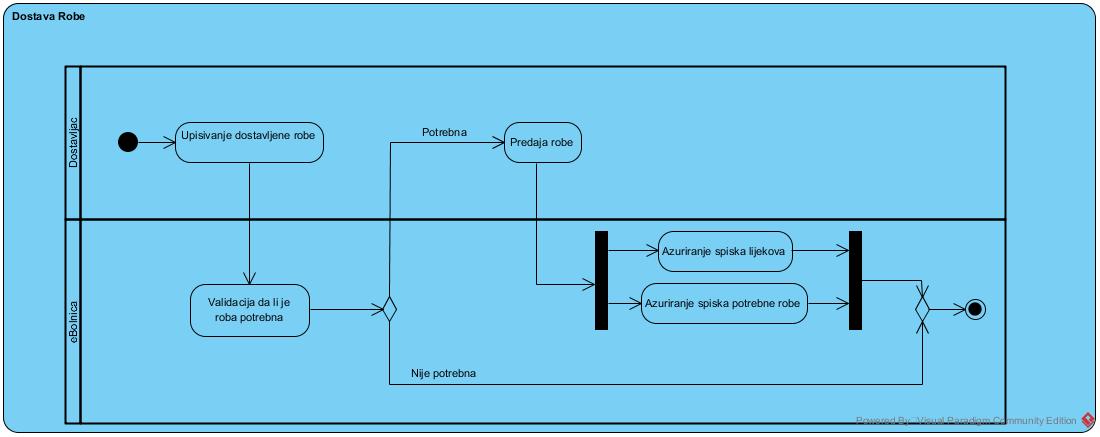 Dostava Robe
Dostavljac
Upisivanje dostavljene robe
Potrebna
Predaja robe
eBolnica
Validacija da li je
roba potrebna
Azuriranje spiska lijekova
Azuriranje spiska potrebne robe
Nije potrebna
Powered By Visual Paradigm Community Edition